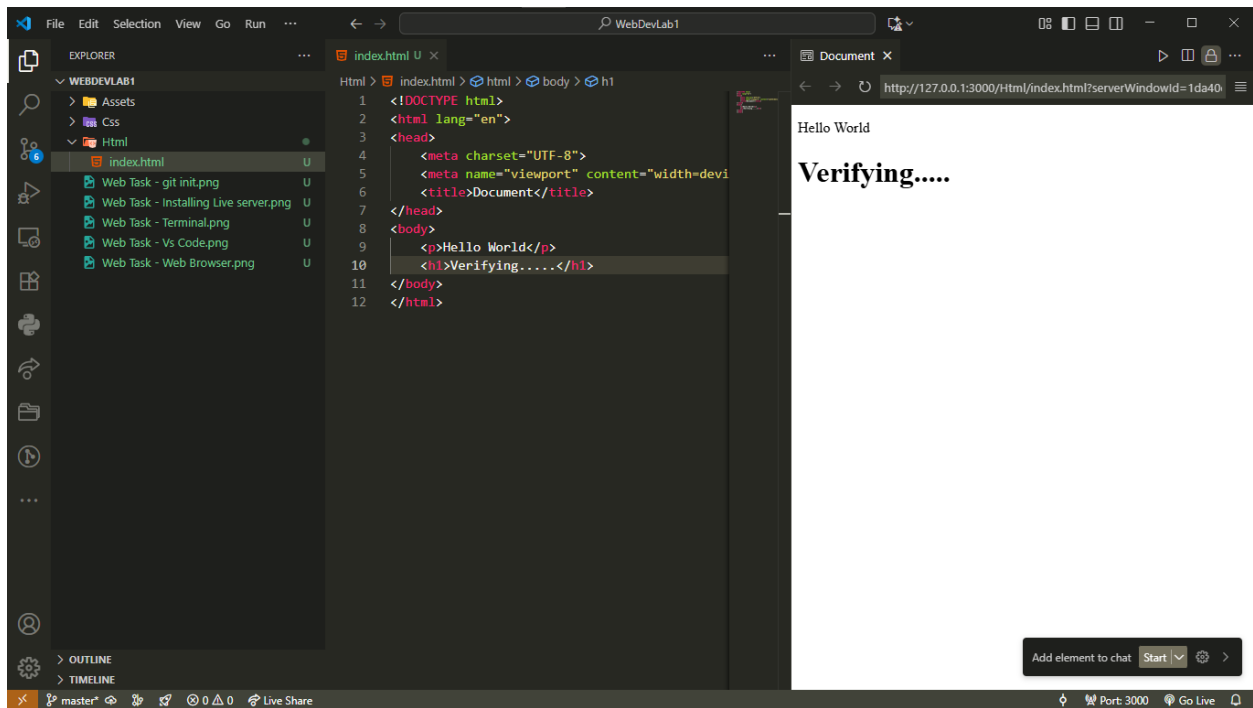 File Edit Selection View Go Run ···
WebDevLab1
EXPLORER
WEBDEVLAB1
Assets
Css
Html
index.html U
Web Task - git init.png U
Web Task - Installing Live server.png U
Web Task - Terminal.png U
Web Task - Vs Code.png U
Web Task - Web Browser.png U
OUTLINE
TIMELINE
index.html U
Html > index.html > html > body > h1
1 <!DOCTYPE html>
2 <html lang="en">
3 <head>
4 <meta charset="UTF-8">
5 <meta name="viewport" content="width=devi
6 <title>Document</title>
7 </head>
8 <body>
9 <p>Hello World</p>
10 <h1>Verifying.....</h1>
11 </body>
12 </html>
Document
http://127.0.0.1:3000/Html/index.html?serverWindowId=1da40
Hello World
Verifying.....
Add element to chat Start
6
master* 0 0 Live Share
Port: 3000 Go Live